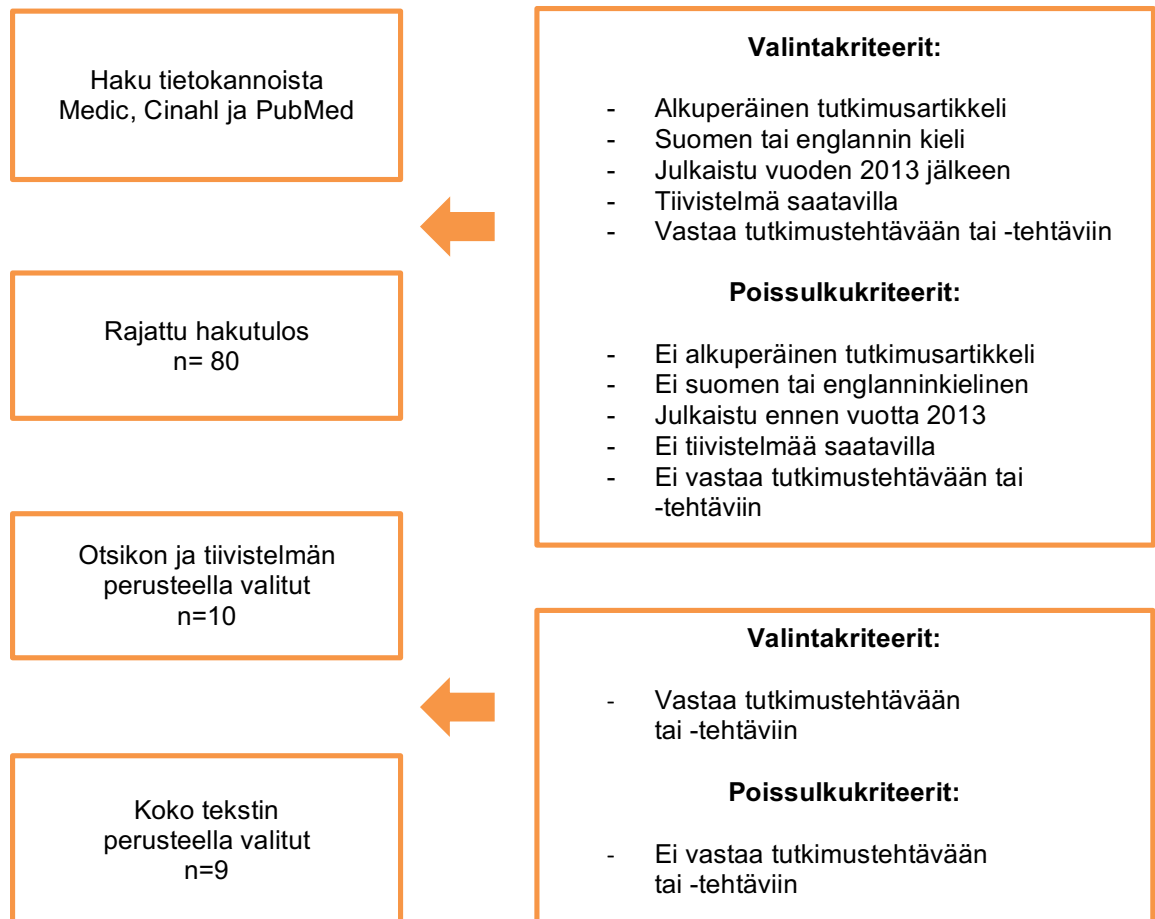 Haku tietokannoista
Medic, Cinahl ja PubMed
Rajattu hakutulos
n= 80
Otsikon ja tiivistelmän
perusteella valitut
n=10
Koko tekstin
perusteella valitut
n=9
Valintakriteerit:
- Alkuperäinen tutkimusartikkeli
- Suomen tai englannin kieli
- Julkaistu vuoden 2013 jälkeen
- Tiivistelmä saatavilla
- Vastaa tutkimustehtävään tai -tehtäviin
Poissulkukriteerit:
- Ei alkuperäinen tutkimusartikkeli
- Ei suomen tai englanninkielinen
- Julkaistu ennen vuotta 2013
- Ei tiivistelmää saatavilla
- Ei vastaa tutkimustehtävään tai
-tehtäviin
Valintakriteerit:
- Vastaa tutkimustehtävään
tai -tehtäviin
Poissulkukriteerit:
- Ei vastaa tutkimustehtävään
tai -tehtäviin